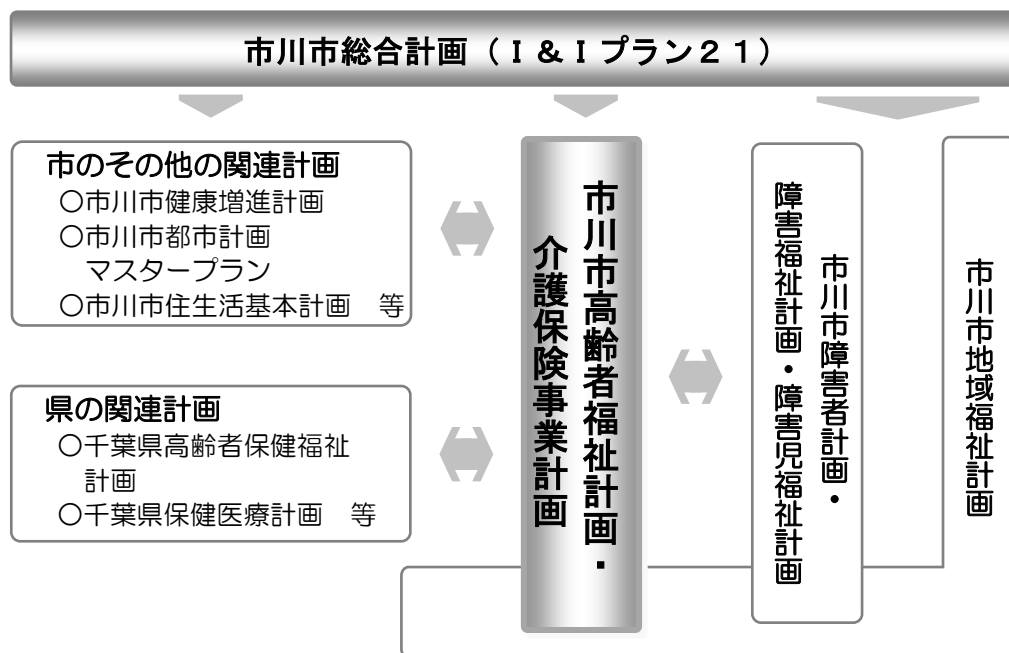 市川市総合計画（Ｉ＆Ｉプラン２１）
市のその他の関連計画
○市川市健康増進計画
○市川市都市計画
マスタープラン
○市川市住生活基本計画　等
県の関連計画
○千葉県高齢者保健福祉
計画
○千葉県保健医療計画　等
市川市高齢者福祉計画・
介護保険事業計画
市川市障害者計画・
障害福祉計画・障害児福祉計画
市川市地域福祉計画